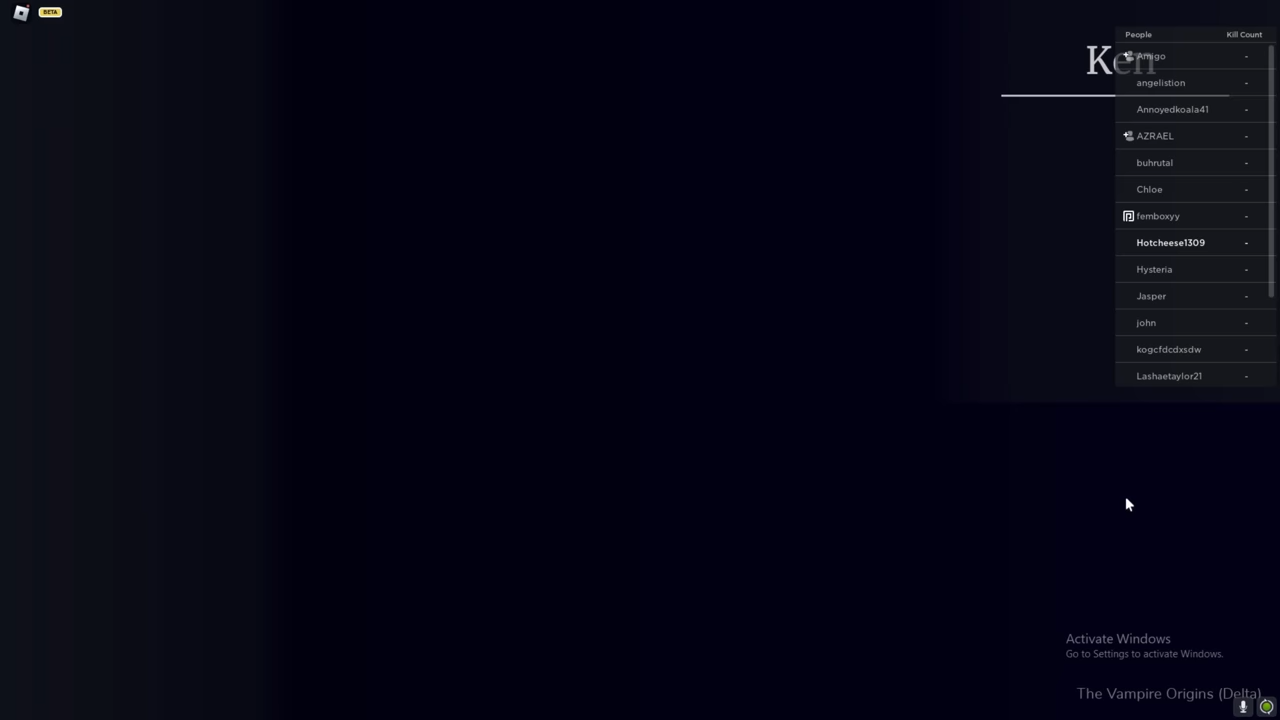 BETA
People Kill Count
Ken
Amigo -
angelistion -
Annoyedkoala41 -
AZRAEL -
buhrutal -
Chloe -
femboxyy -
Hotcheese1309 -
Hysteria -
Jasper -
john -
kogcfdcdxsdw -
Lashaetaylor21 -
Activate Windows
Go to Settings to activate Windows.
The Vampire Origins (Delta)